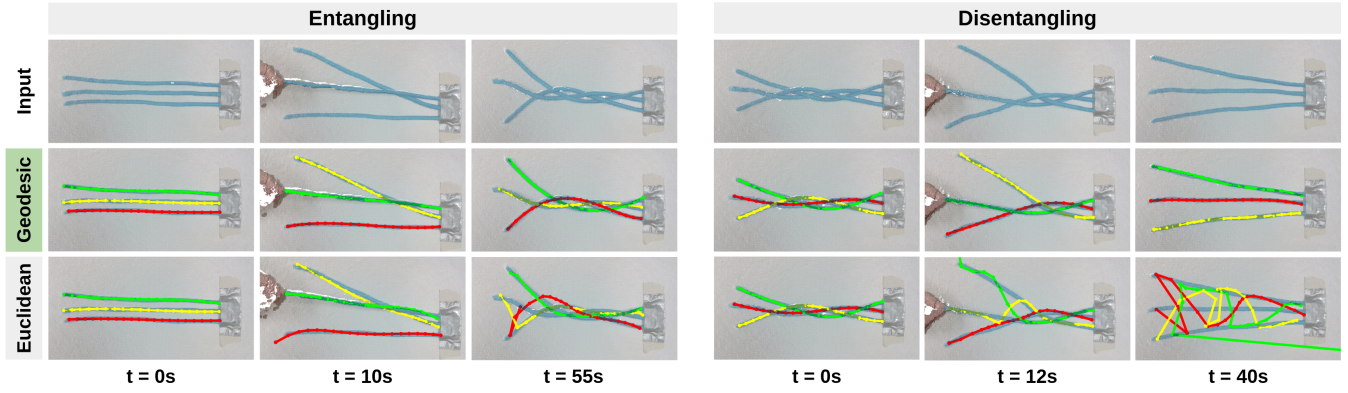 Entangling
Disentangling
Input
Geodesic
Euclidean
t = 0s
t = 10s
t = 55s
t = 0s
t = 12s
t = 40s